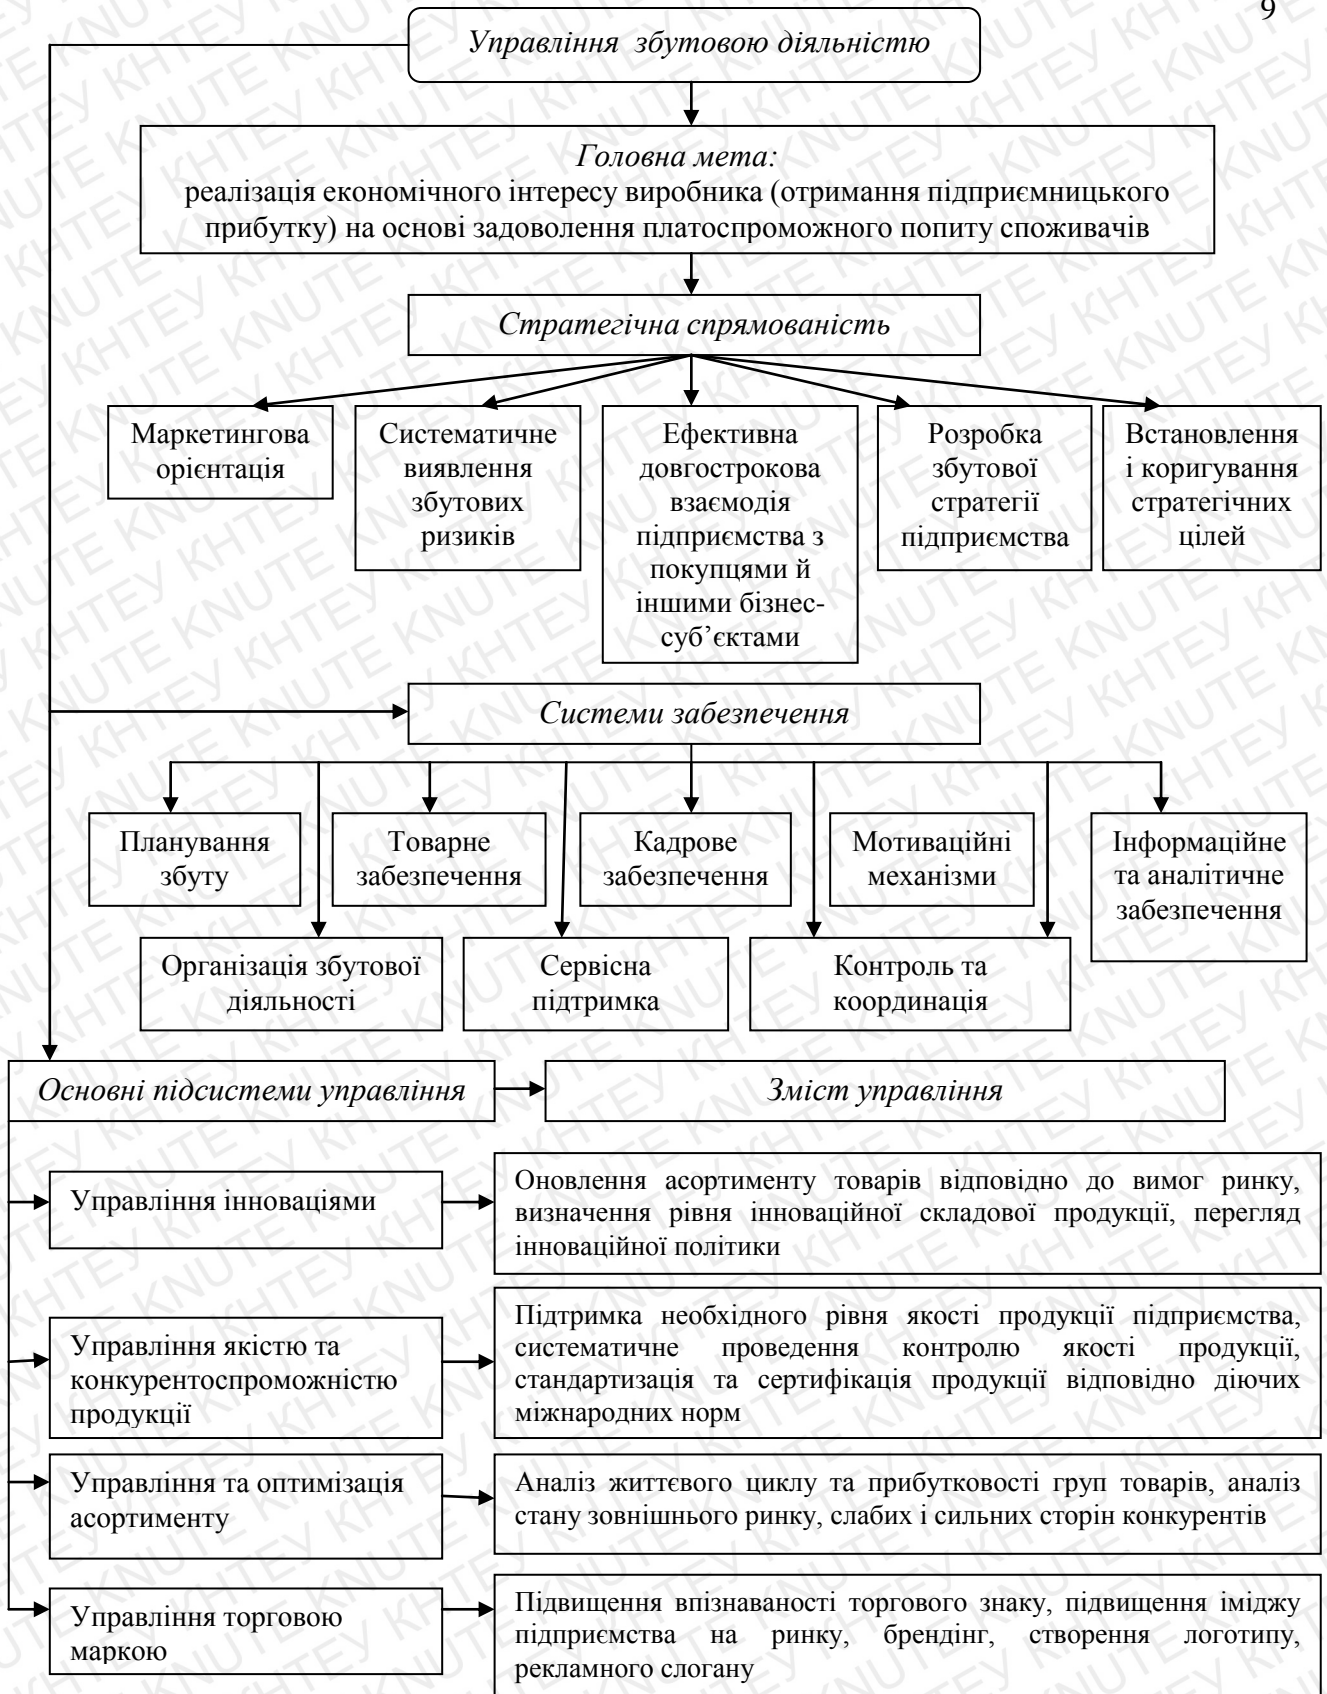 9
Управління збутовою діяльністю
Головна мета:
реалізація економічного інтересу виробника (отримання підприємницького
прибутку) на основі задоволення платоспроможного попиту споживачів
Стратегічна спрямованість
Маркетингова
орієнтація
Систематичне
виявлення
збутових
ризиків
Ефективна
довгострокова
взаємодія
підприємства з
покупцями й
іншими бізнес-
суб’єктами
Розробка
збутової
стратегії
підприємства
Встановлення
і коригування
стратегічних
цілей
Системи забезпечення
Планування
збуту
Товарне
забезпечення
Кадрове
забезпечення
Мотиваційні
механізми
Інформаційне
та аналітичне
забезпечення
Організація збутової
діяльності
Сервісна
підтримка
Контроль та
координація
Основні підсистеми управління
Зміст управління
Управління інноваціями
Оновлення асортименту товарів відповідно до вимог ринку,
визначення рівня інноваційної складової продукції, перегляд
інноваційної політики
Управління якістю та
конкурентоспроможністю
продукції
Підтримка необхідного рівня якості продукції підприємства,
систематичне проведення контролю якості продукції,
стандартизація та сертифікація продукції відповідно діючих
міжнародних норм
Управління та оптимізація
асортименту
Аналіз життєвого циклу та прибутковості груп товарів, аналіз
стану зовнішнього ринку, слабих і сильних сторін конкурентів
Управління торговою
маркою
Підвищення впізнаваності торгового знаку, підвищення іміджу
підприємства на ринку, брендінг, створення логотипу,
рекламного слогану